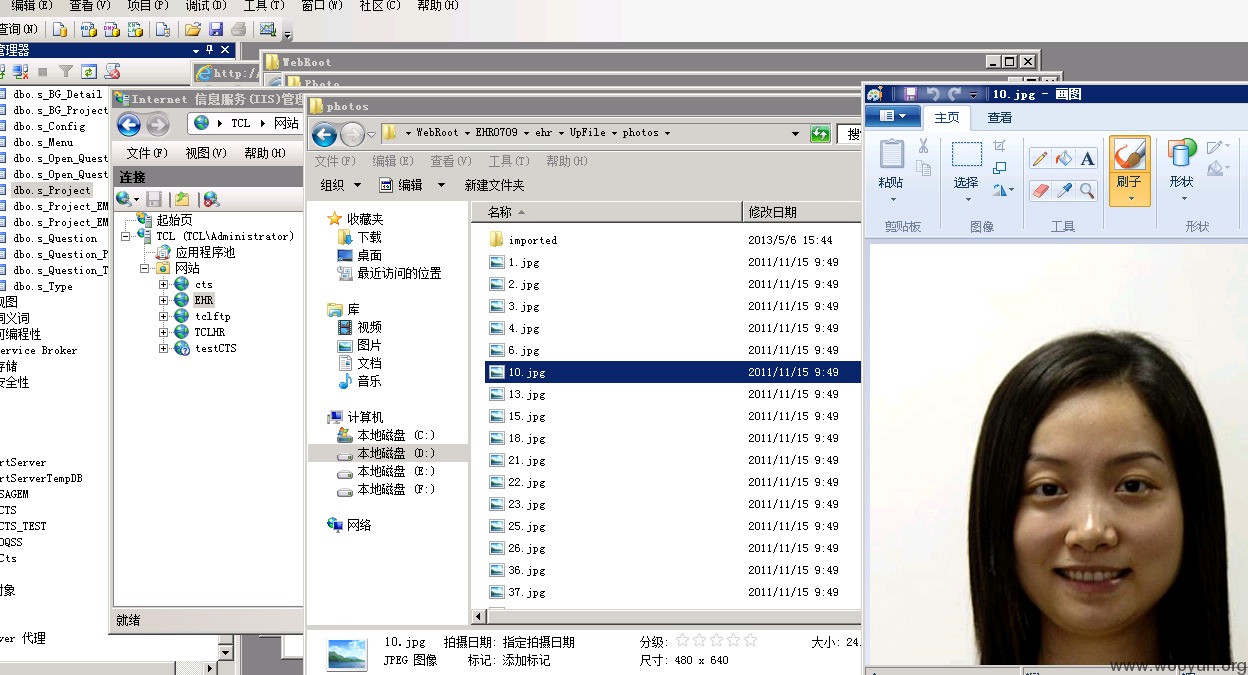 编辑(E) 查看(V) 项目(P) 调试(D) 工具(T) 窗口(W) 社区(C) 帮助(H)
查询(N)
管理器
dbo.s_BG_Detail
dbo.s_BG_Project
dbo.s_Config
dbo.s_Menu
dbo.s_Open_Quest
dbo.s_Open_Quest
dbo.s_Project
dbo.s_Project_EM
dbo.s_Project_EM
dbo.s_Question
dbo.s_Question_P
dbo.s_Question_T
dbo.s_Type
视图
同义词
可编程性
ervice Broker
存储
安全性
rtServer
rtServerTempDB
SAGEM
CTS
CTS_TEST
OQSS
Cts
对象
ver 代理
WebRoot
Photo
http:/
Internet 信息服务(IIS)管理
TCL
网站
文件(F) 视图(V) 帮助(H)
连接
起始页
TCL (TCL\Administrator)
应用程序池
网站
cts
EHR
tclftp
TCLHR
testCTS
就绪
photos
WebRoot EHR0709 ehr UpFile photos
搜
文件(F) 编辑(E) 查看(V) 工具(T) 帮助(H)
组织 编辑 新建文件夹
收藏夹
下载
桌面
最近访问的位置
库
视频
图片
文档
音乐
计算机
本地磁盘 (C:)
本地磁盘 (D:)
本地磁盘 (E:)
本地磁盘 (F:)
网络
名称 修改日期
imported 2013/5/6 15:44
1.jpg 2011/11/15 9:49
2.jpg 2011/11/15 9:49
3.jpg 2011/11/15 9:49
4.jpg 2011/11/15 9:49
6.jpg 2011/11/15 9:49
10.jpg 2011/11/15 9:49
13.jpg 2011/11/15 9:49
15.jpg 2011/11/15 9:49
18.jpg 2011/11/15 9:49
21.jpg 2011/11/15 9:49
22.jpg 2011/11/15 9:49
23.jpg 2011/11/15 9:49
25.jpg 2011/11/15 9:49
26.jpg 2011/11/15 9:49
36.jpg 2011/11/15 9:49
37.jpg 2011/11/15 9:49
10.jpg 拍摄日期: 指定拍摄日期 分级: 大小: 24.
JPEG 图像 标记: 添加标记 尺寸: 480 x 640
10.jpg - 画图
主页 查看
粘贴 选择 A 刷子 形状
剪贴板 图像 工具 形状
www.wooyun.org